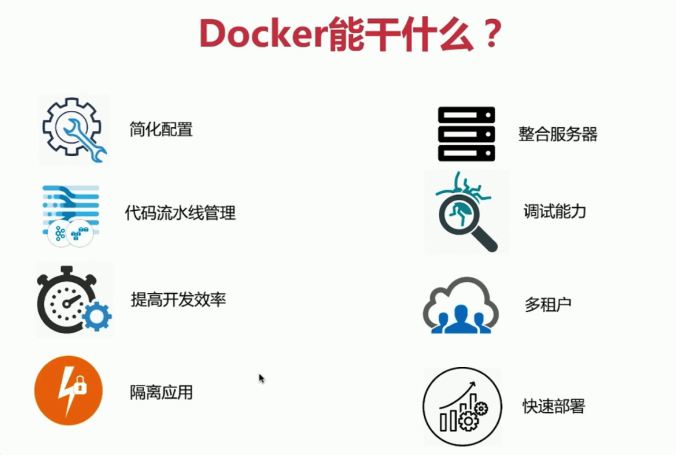 Docker能干什么？
简化配置
整合服务器
代码流水线管理
调试能力
提高开发效率
多租户
隔离应用
快速部署